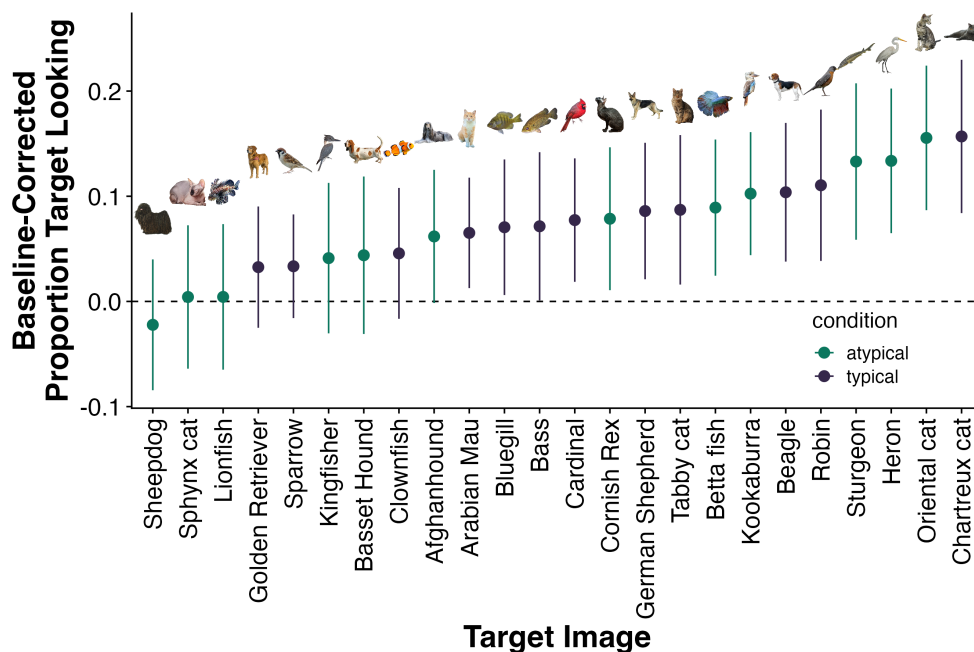 Baseline-Corrected
Proportion Target Looking
0.2
0.1
0.0
-0.1
condition
atypical
typical
Sheepdog
Sphynx cat
Lionfish
Golden Retriever
Sparrow
Kingfisher
Basset Hound
Clownfish
Afghanhound
Arabian Mau
Bluegill
Bass
Cardinal
Cornish Rex
German Shepherd
Tabby cat
Betta fish
Kookaburra
Beagle
Robin
Sturgeon
Heron
Oriental cat
Chartreux cat
Target Image